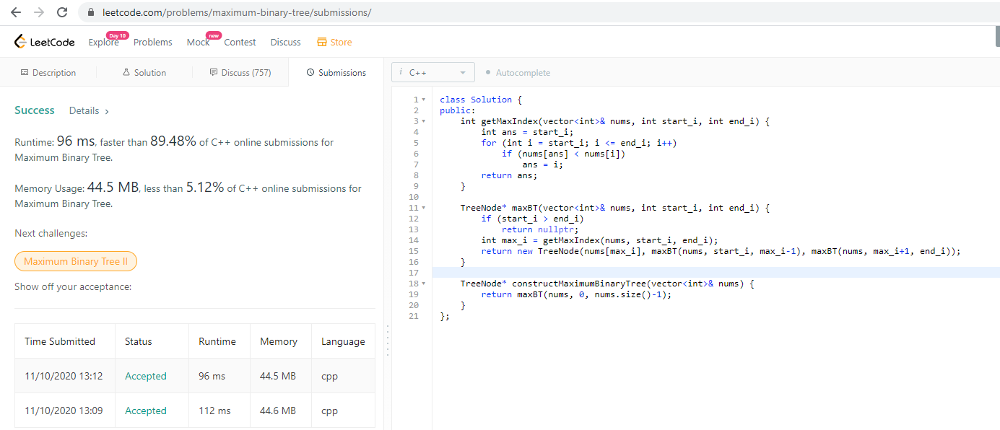 leetcode.com/problems/maximum-binary-tree/submissions/
LeetCode Explore Day 10 Problems Mock new Contest Discuss Store
Description Solution Discuss (757) Submissions
i C++ Autocomplete
Success Details >
Runtime: 96 ms, faster than 89.48% of C++ online submissions for
Maximum Binary Tree.
Memory Usage: 44.5 MB, less than 5.12% of C++ online submissions for
Maximum Binary Tree.
Next challenges:
Maximum Binary Tree II
Show off your acceptance:
Time Submitted Status Runtime Memory Language
11/10/2020 13:12 Accepted 96 ms 44.5 MB cpp
11/10/2020 13:09 Accepted 112 ms 44.6 MB cpp
1 class Solution {
2 public:
3     int getMaxIndex(vector<int>& nums, int start_i, int end_i) {
4         int ans = start_i;
5         for (int i = start_i; i <= end_i; i++)
6             if (nums[ans] < nums[i])
7                 ans = i;
8         return ans;
9     }
10
11     TreeNode* maxBT(vector<int>& nums, int start_i, int end_i) {
12         if (start_i > end_i)
13             return nullptr;
14         int max_i = getMaxIndex(nums, start_i, end_i);
15         return new TreeNode(nums[max_i], maxBT(nums, start_i, max_i-1), maxBT(nums, max_i+1, end_i));
16     }
17
18     TreeNode* constructMaximumBinaryTree(vector<int>& nums) {
19         return maxBT(nums, 0, nums.size()-1);
20     }
21 };